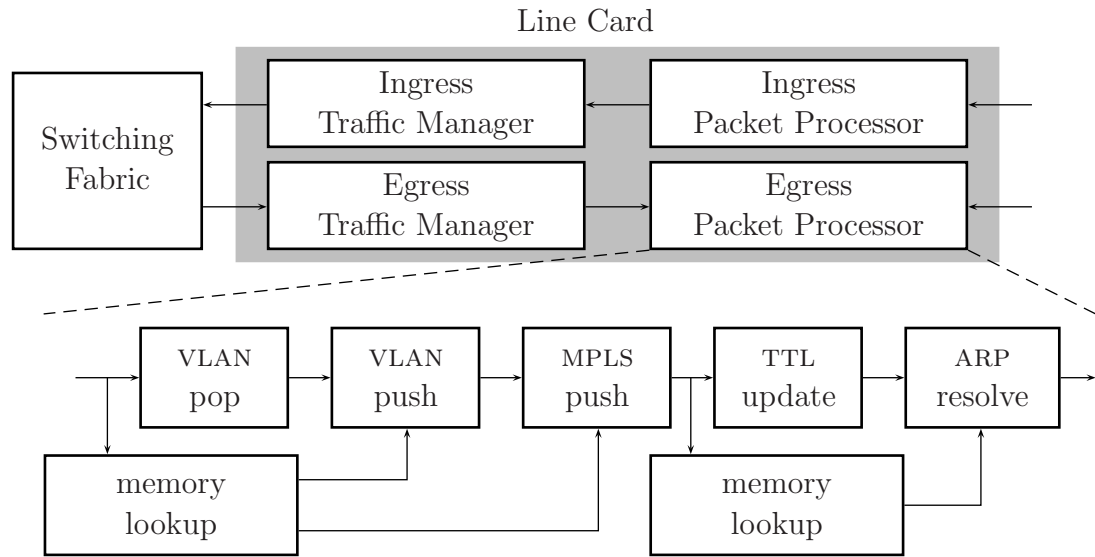 Line Card
Switching
Fabric
Ingress
Traffic Manager
Ingress
Packet Processor
Egress
Traffic Manager
Egress
Packet Processor
VLAN
pop
VLAN
push
MPLS
push
TTL
update
ARP
resolve
memory
lookup
memory
lookup